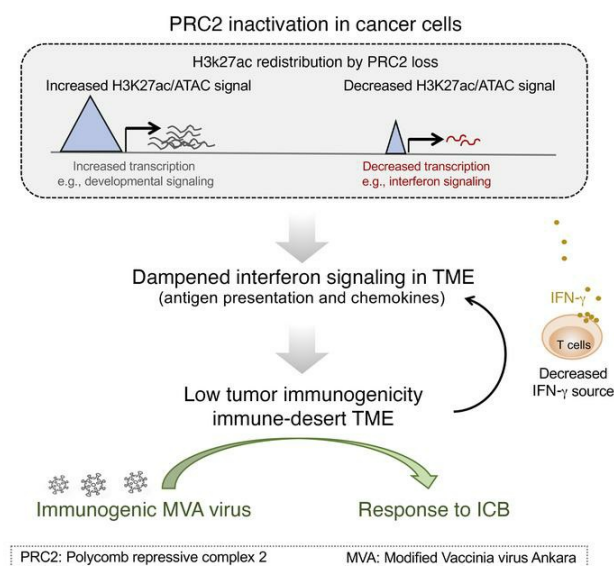 PRC2 inactivation in cancer cells
H3k27ac redistribution by PRC2 loss
Increased H3K27ac/ATAC signal
Decreased H3K27ac/ATAC signal
Increased transcription
e.g., developmental signaling
Decreased transcription
e.g., interferon signaling
Dampened interferon signaling in TME
(antigen presentation and chemokines)
IFN-γ
T cells
Decreased
IFN-γ source
Low tumor immunogenicity
immune-desert TME
Immunogenic MVA virus
Response to ICB
PRC2: Polycomb repressive complex 2
MVA: Modified Vaccinia virus Ankara